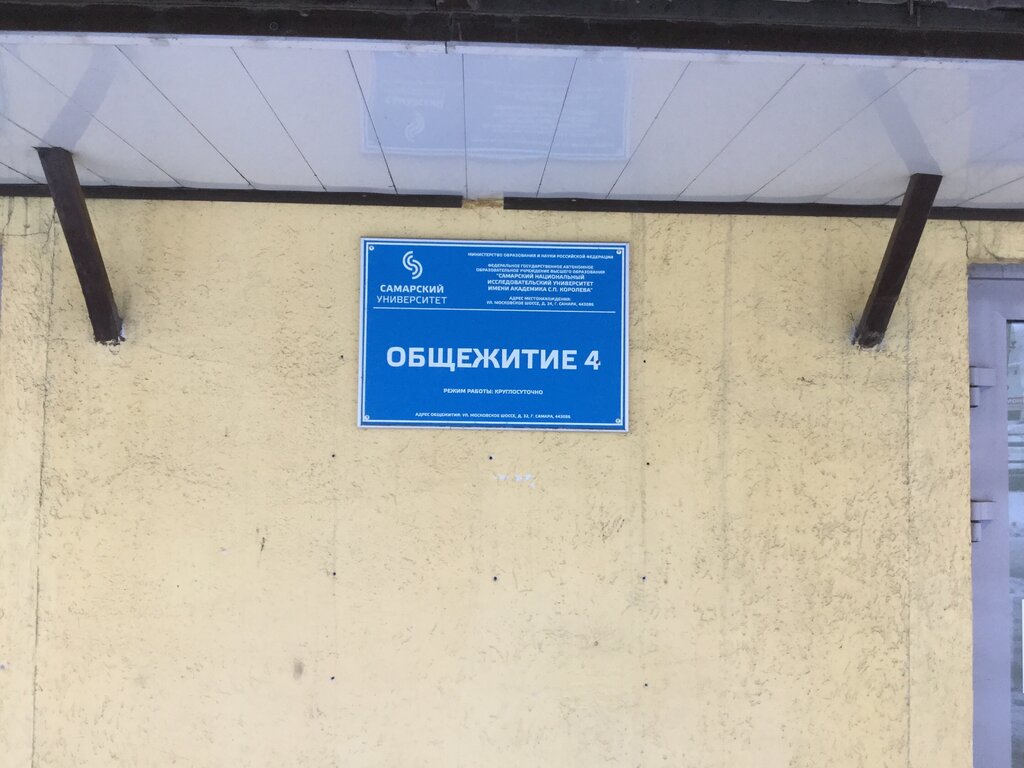 САМАРСКИЙ
УНИВЕРСИТЕТ
МИНИСТЕРСТВО ОБРАЗОВАНИЯ И НАУКИ РОССИЙСКОЙ ФЕДЕРАЦИИ
ФЕДЕРАЛЬНОЕ ГОСУДАРСТВЕННОЕ АВТОНОМНОЕ
ОБРАЗОВАТЕЛЬНОЕ УЧРЕЖДЕНИЕ ВЫСШЕГО ОБРАЗОВАНИЯ
"САМАРСКИЙ НАЦИОНАЛЬНЫЙ
ИССЛЕДОВАТЕЛЬСКИЙ УНИВЕРСИТЕТ
ИМЕНИ АКАДЕМИКА С.П. КОРОЛЕВА"
АДРЕС МЕСТОНАХОЖДЕНИЯ:
УЛ. МОСКОВСКОЕ ШОССЕ, Д. 34, Г. САМАРА, 443086
ОБЩЕЖИТИЕ 4
РЕЖИМ РАБОТЫ: КРУГЛОСУТОЧНО
АДРЕС ОБЩЕЖИТИЯ: УЛ. МОСКОВСКОЕ ШОССЕ, Д. 32, Г. САМАРА, 443086